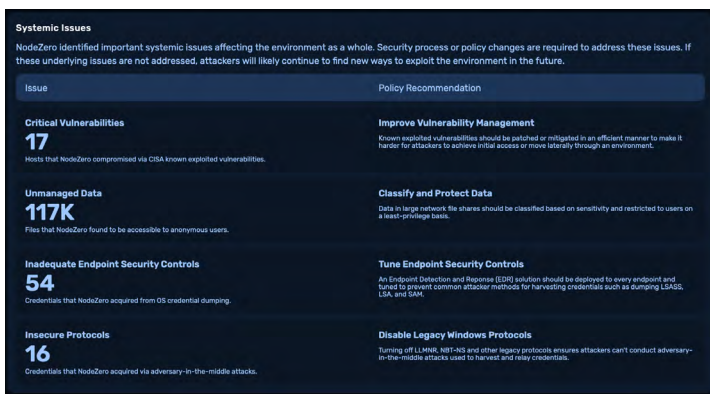 Systemic Issues
NodeZero identified important systemic issues affecting the environment as a whole. Security process or policy changes are required to address these issues. If
these underlying issues are not addressed, attackers will likely continue to find new ways to exploit the environment in the future.
Issue
Policy Recommendation
Critical Vulnerabilities
17
Hosts that NodeZero compromised via CISA known exploited vulnerabilities.
Improve Vulnerability Management
Known exploited vulnerabilities should be patched or mitigated in an efficient manner to make it
harder for attackers to achieve initial access or move laterally through an environment.
Unmanaged Data
117K
Files that NodeZero found to be accessible to anonymous users.
Classify and Protect Data
Data in large network file shares should be classified based on sensitivity and restricted to users on
a least-privilege basis.
Inadequate Endpoint Security Controls
54
Credentials that NodeZero acquired from OS credential dumping.
Tune Endpoint Security Controls
An Endpoint Detection and Reponse (EDR) solution should be deployed to every endpoint and
tuned to prevent common attacker methods for harvesting credentials such as dumping LSASS,
LSA, and SAM.
Insecure Protocols
16
Credentials that NodeZero acquired via adversary-in-the-middle attacks.
Disable Legacy Windows Protocols
Turning off LLMNR, NBT-NS and other legacy protocols ensures attackers can't conduct adversary-
in-the-middle attacks used to harvest and relay credentials.